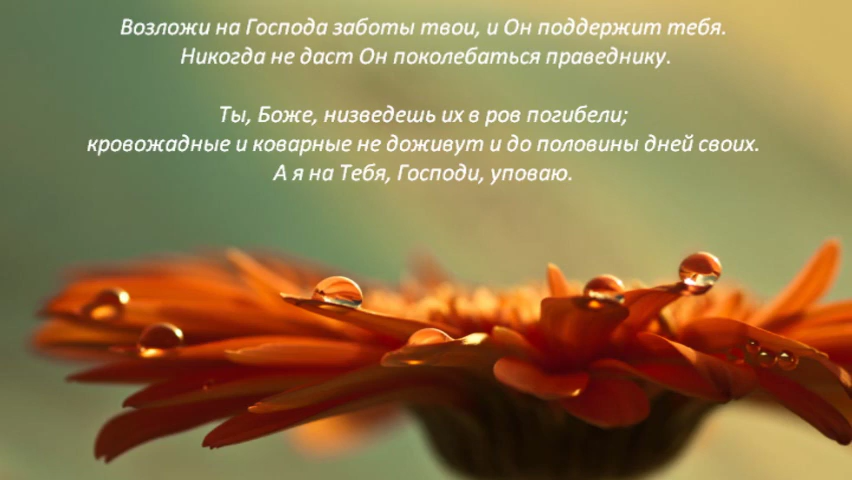 Возложи на Господа заботы твои, и Он поддержит тебя.
Никогда не даст Он поколебаться праведнику.
Ты, Боже, низведешь их в ров погибели;
кровожадные и коварные не доживут и до половины дней своих.
А я на Тебя, Господи, уповаю.